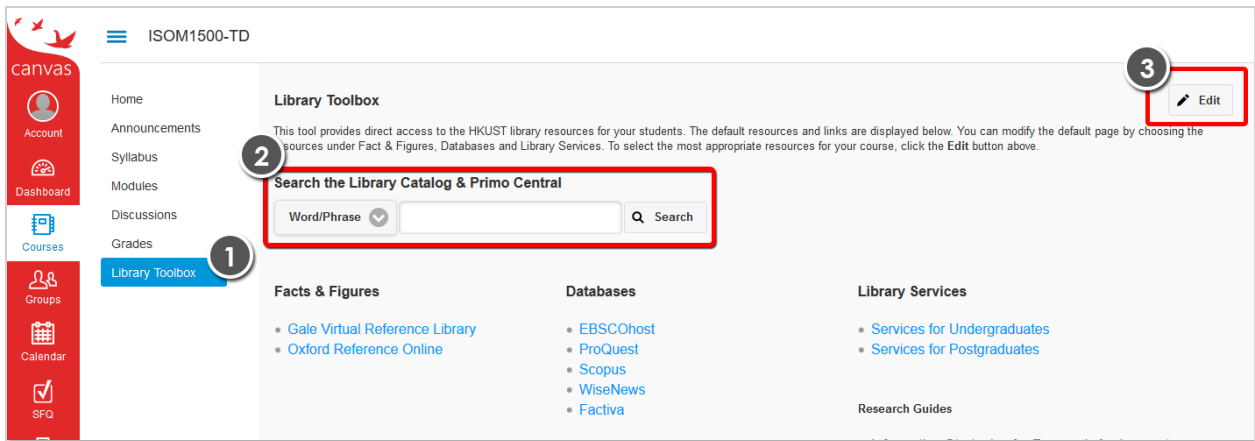 canvas
Account
Dashboard
Courses
Groups
Calendar
SFQ
ISOM1500-TD
Home
Announcements
Syllabus
Modules
Discussions
Grades
Library Toolbox
1
Library Toolbox
3
Edit
This tool provides direct access to the HKUST library resources for your students. The default resources and links are displayed below. You can modify the default page by choosing the
resources under Fact & Figures, Databases and Library Services. To select the most appropriate resources for your course, click the Edit button above.
2
Search the Library Catalog & Primo Central
Word/Phrase
Search
Facts & Figures
Gale Virtual Reference Library
Oxford Reference Online
Databases
EBSCOhost
ProQuest
Scopus
WiseNews
Factiva
Library Services
Services for Undergraduates
Services for Postgraduates
Research Guides